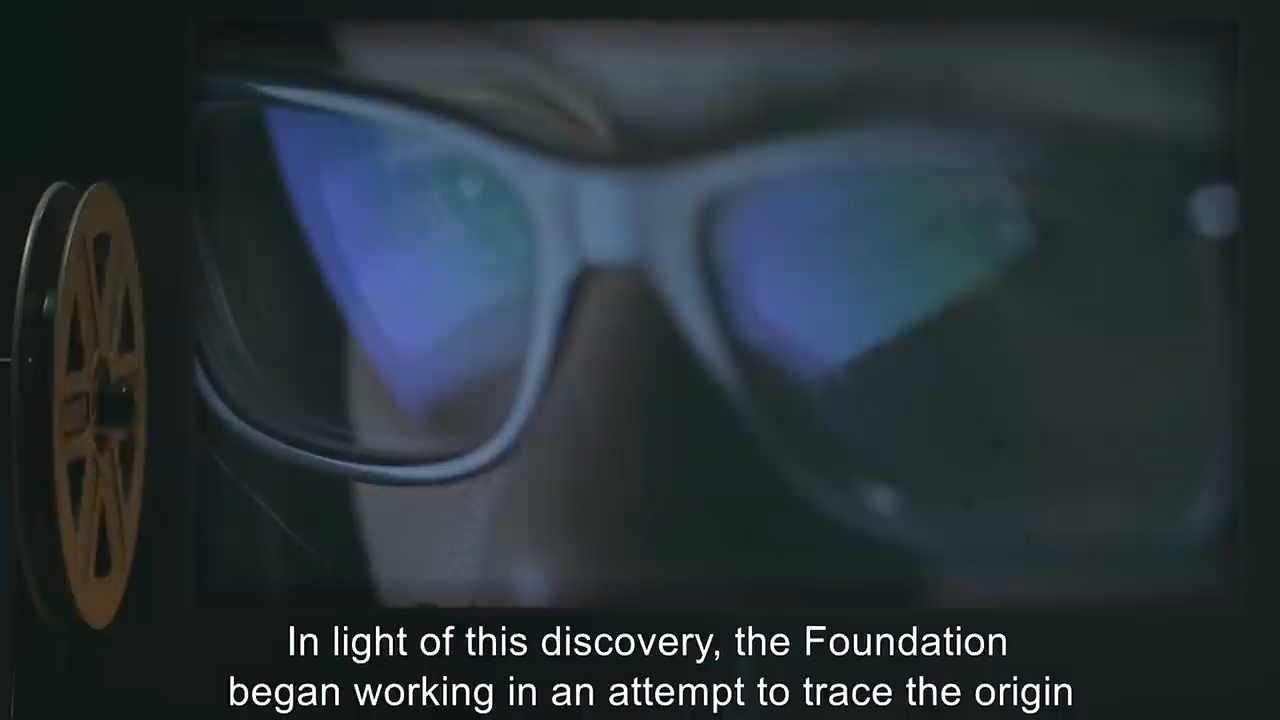 In light of this discovery, the Foundation
began working in an attempt to trace the origin